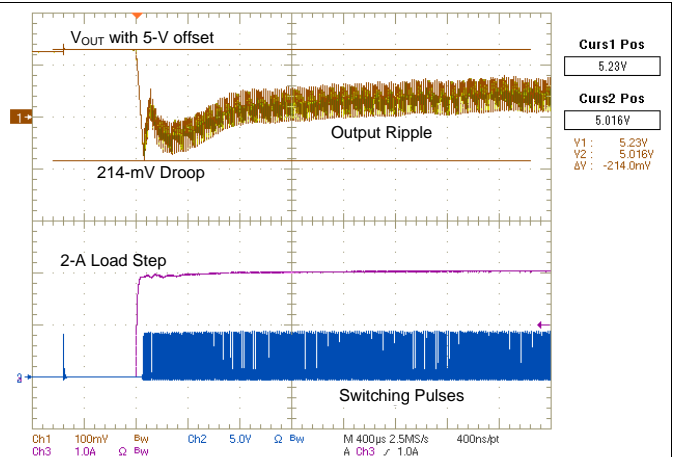 VOUT with 5-V offset
Curs1 Pos
5.23V
Curs2 Pos
5.016V
1
Output Ripple
V1 : 5.23V
V2 : 5.016V
ΔV : -214.0mV
214-mV Droop
2-A Load Step
2
Switching Pulses
Ch1 100mV BW Ch2 5.0V Ω BW M 400µs 2.5MS/s 400ns/pt
Ch3 1.0A Ω BW A Ch3 ∕ 1.0A